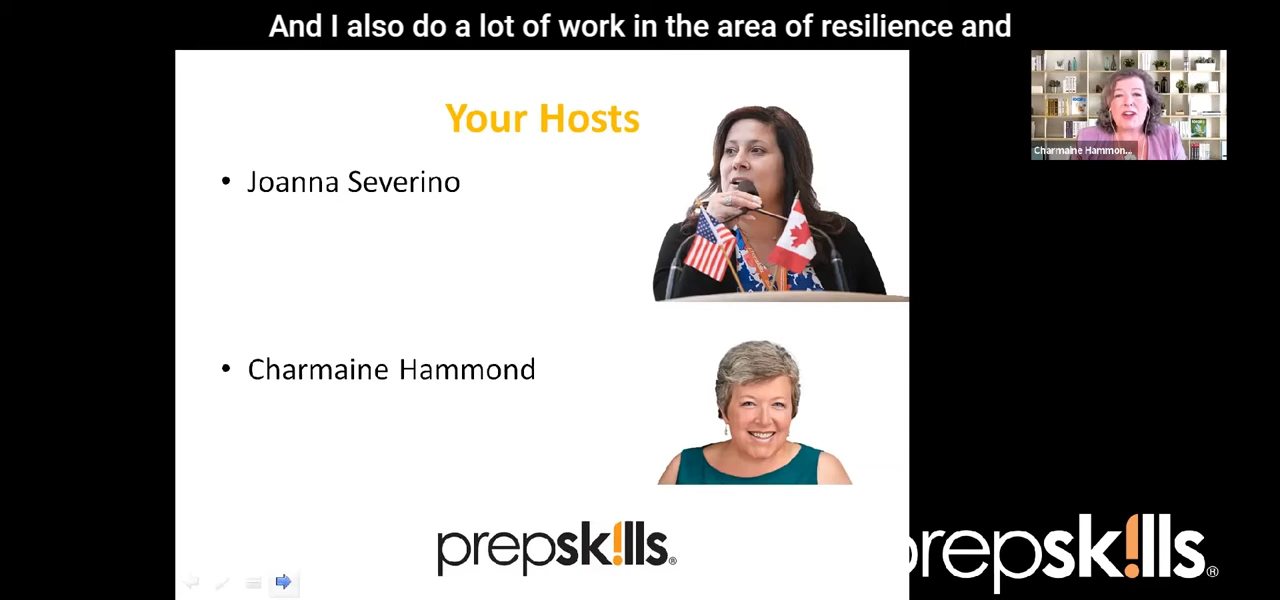 And I also do a lot of work in the area of resilience and
Your Hosts
• Joanna Severino
• Charmaine Hammond
Charmaine Hammon...
prepsk!lls®
prepsk!lls®